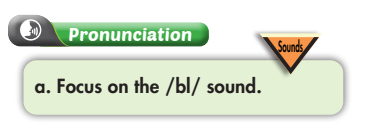 Pronunciation
Sounds
a. Focus on the /bl/ sound.